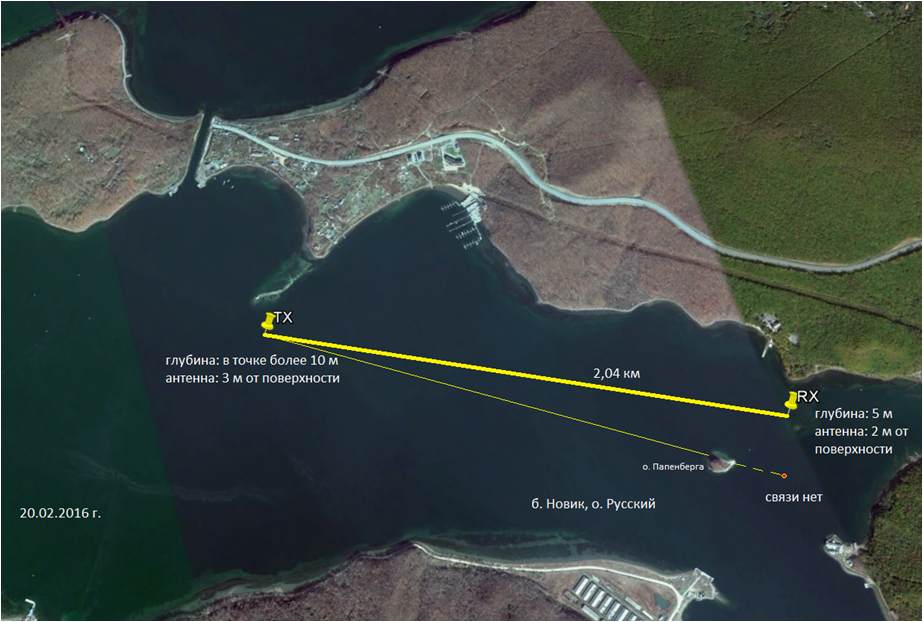 TX
глубина: в точке более 10 м
антенна: 3 м от поверхности
2,04 км
RX
глубина: 5 м
антенна: 2 м от
поверхности
о. Папенберга
связи нет
б. Новик, о. Русский
20.02.2016 г.